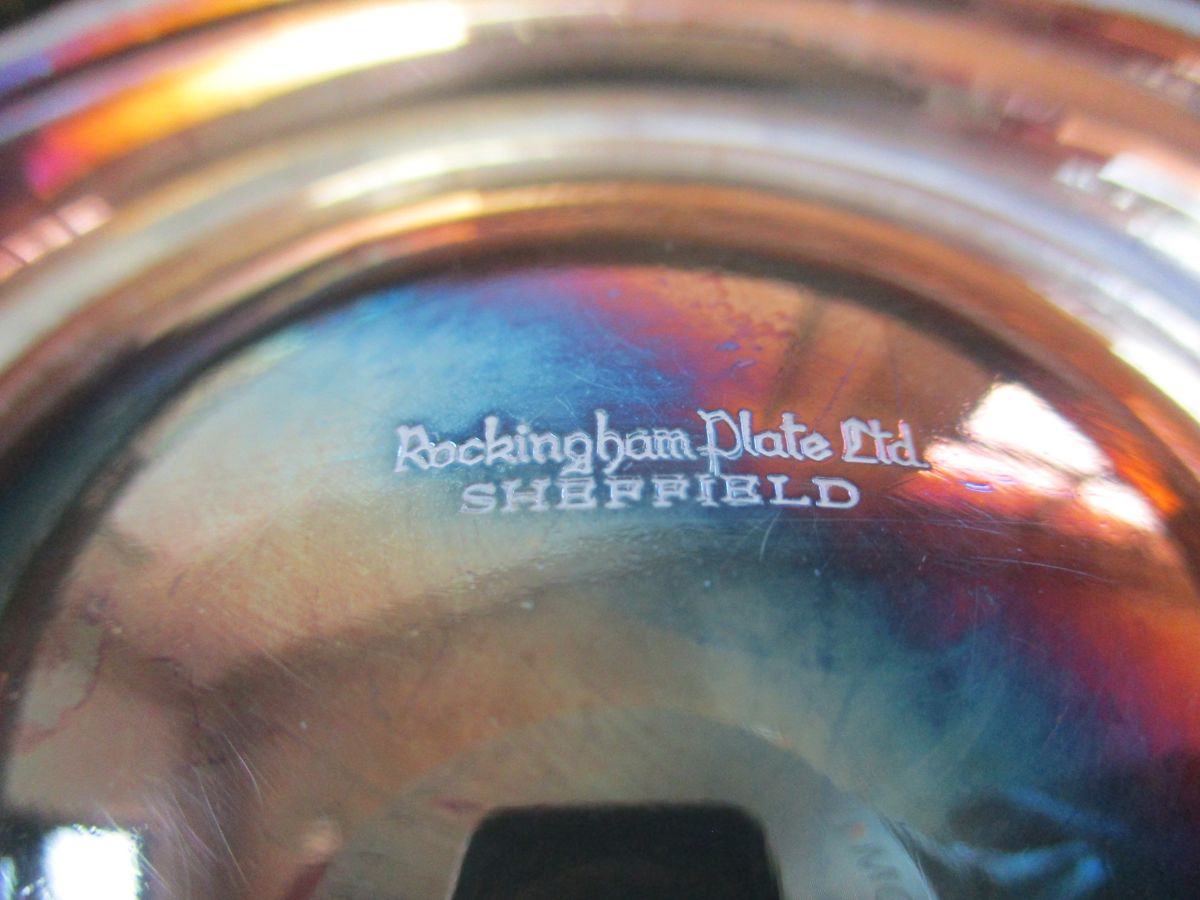 Rockingham Plate Ltd.
SHEFFIELD